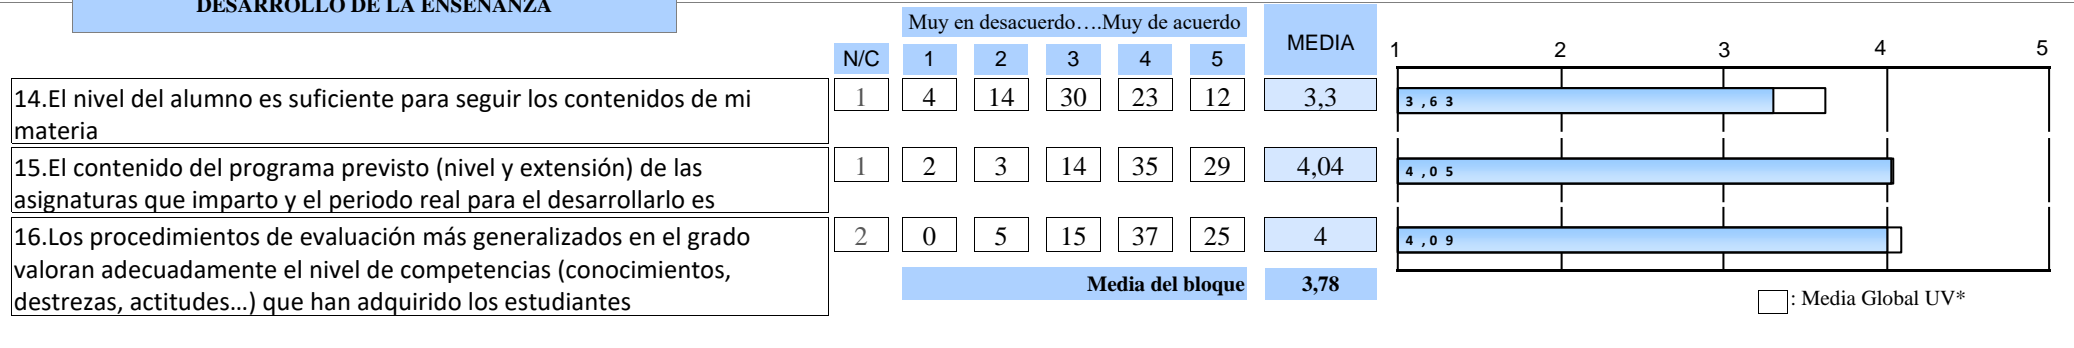 DESARROLLO DE LA ENSEÑANZA
Muy en desacuerdo....Muy de acuerdo
MEDIA
N/C 1 2 3 4 5
1 2 3 4 5
14.El nivel del alumno es suficiente para seguir los contenidos de mi
materia
1 4 14 30 23 12 3,3
3,63
15.El contenido del programa previsto (nivel y extensión) de las
asignaturas que imparto y el periodo real para el desarrollarlo es
1 2 3 14 35 29 4,04
4,05
16.Los procedimientos de evaluación más generalizados en el grado
valoran adecuadamente el nivel de competencias (conocimientos,
destrezas, actitudes...) que han adquirido los estudiantes
2 0 5 15 37 25 4
4,09
Media del bloque 3,78
: Media Global UV*